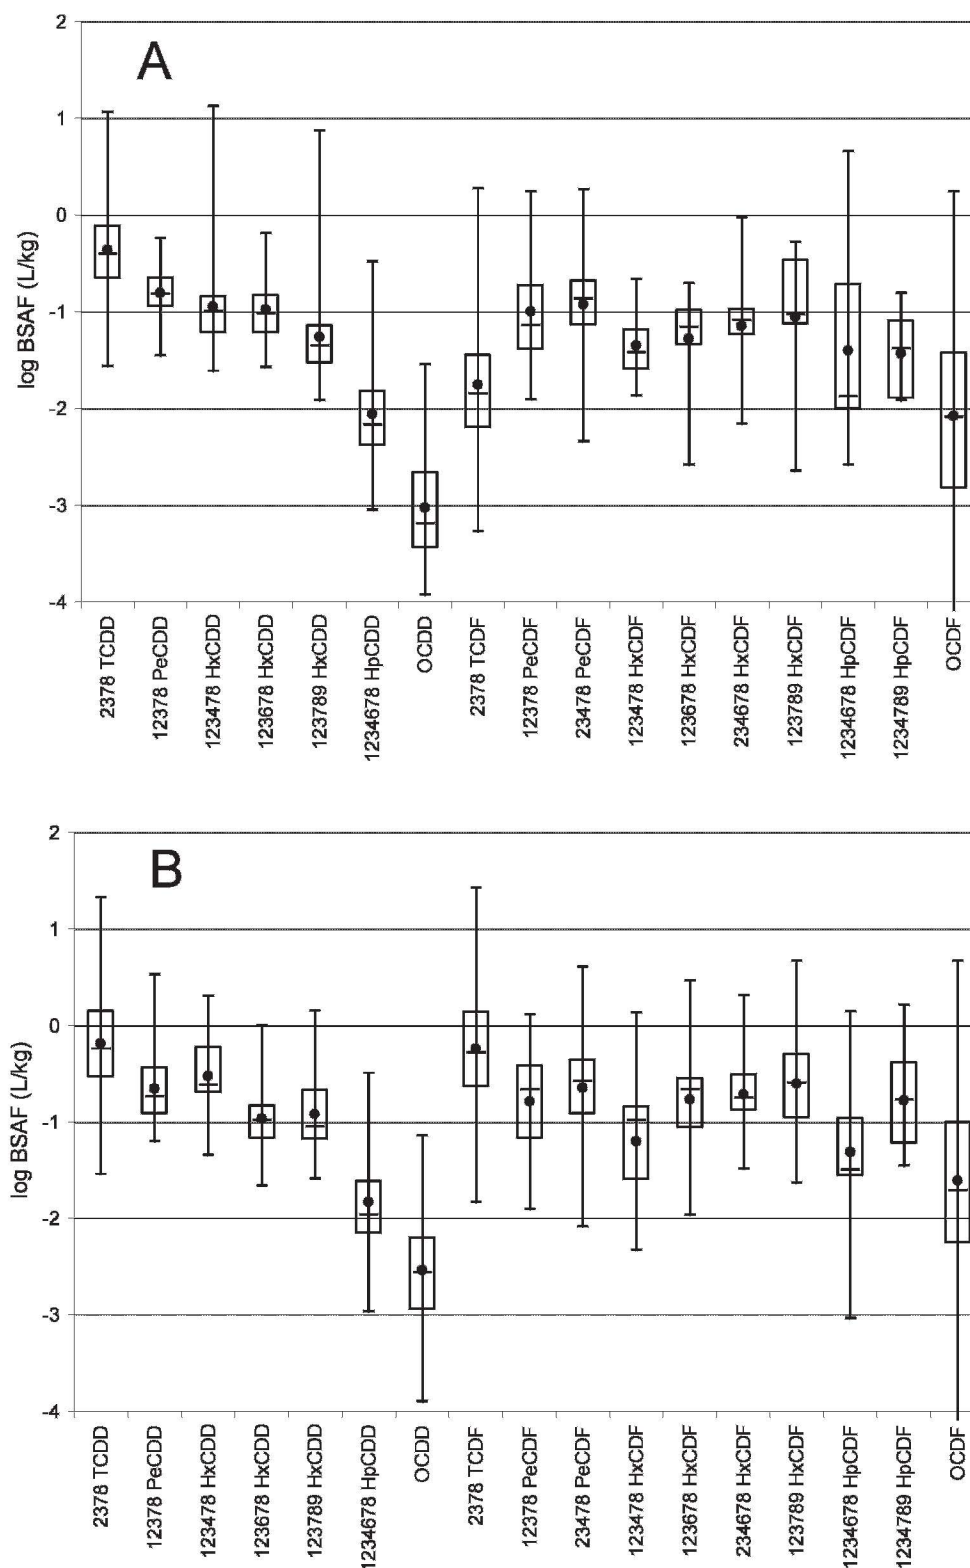 A
log BSAF (L/kg)
2
1
0
-1
-2
-3
-4
2378 TCDD
12378 PeCDD
123478 HxCDD
123678 HxCDD
123789 HxCDD
1234678 HpCDD
OCDD
2378 TCDF
12378 PeCDF
23478 PeCDF
123478 HxCDF
123678 HxCDF
234678 HxCDF
123789 HxCDF
1234678 HpCDF
1234789 HpCDF
OCDF
B
log BSAF (L/kg)
2
1
0
-1
-2
-3
-4
2378 TCDD
12378 PeCDD
123478 HxCDD
123678 HxCDD
123789 HxCDD
1234678 HpCDD
OCDD
2378 TCDF
12378 PeCDF
23478 PeCDF
123478 HxCDF
123678 HxCDF
234678 HxCDF
123789 HxCDF
1234678 HpCDF
1234789 HpCDF
OCDF